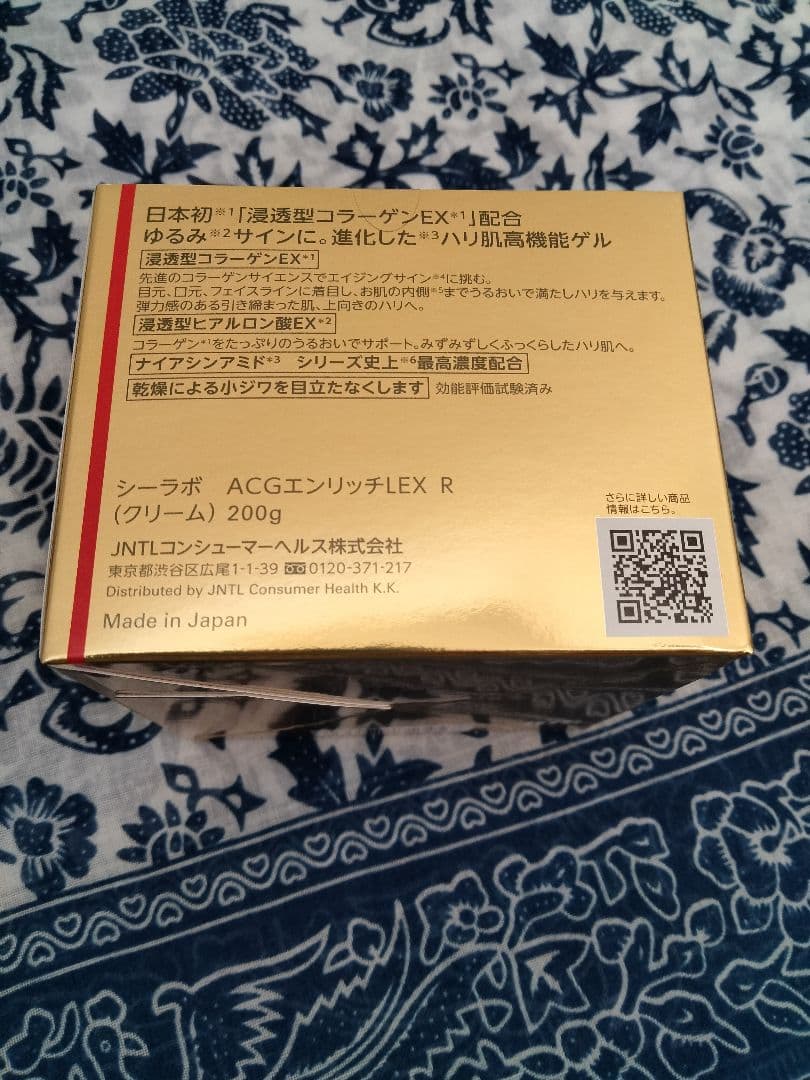 日本初※1「浸透型コラーゲンEX*1」配合
ゆるみ※2サインに。進化した※3ハリ肌高機能ゲル
浸透型コラーゲンEX*1
先進のコラーゲンサイエンスでエイジングサイン※4に挑む。
目元、口元、フェイスラインに着目し、お肌の内側※5までうるおいで満たしハリを与えます。
弾力感のある引き締まった肌、上向きのハリへ。
浸透型ヒアルロン酸EX*2
コラーゲン*1をたっぷりのうるおいでサポート。みずみずしくふっくらしたハリ肌へ。
ナイアシンアミド*3 シリーズ史上※6最高濃度配合
乾燥による小ジワを目立たなくします 効能評価試験済み
シーラボ ACGエンリッチLEX R
(クリーム) 200g
さらに詳しい商品
情報はこちら。
JNTLコンシューマーヘルス株式会社
東京都渋谷区広尾1-1-39 0120-371-217
Distributed by JNTL Consumer Health K.K.
Made in Japan